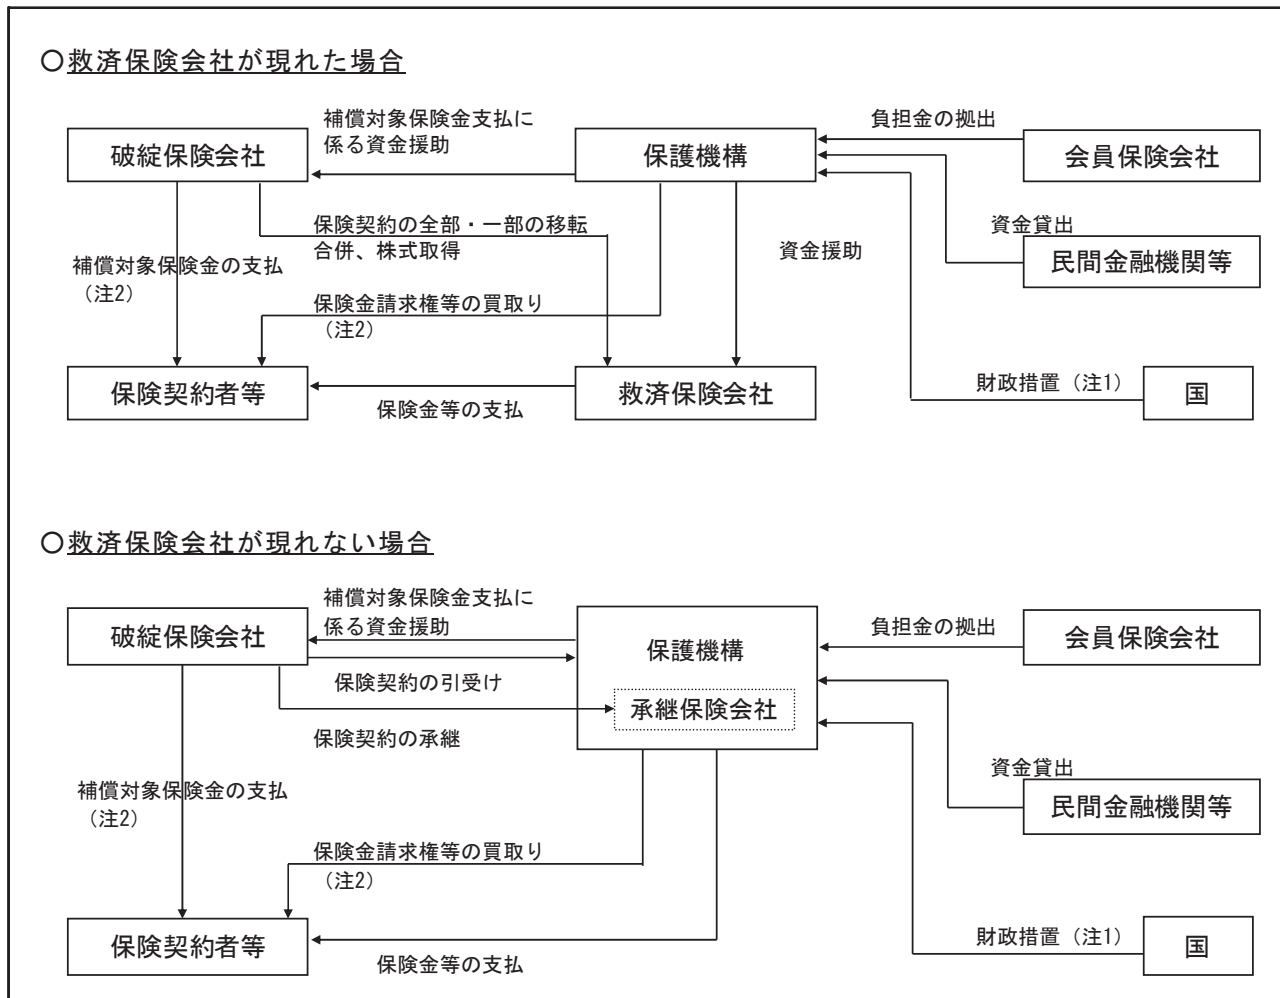 ○救済保険会社が現れた場合
補償対象保険金支払に
係る資金援助
負担金の拠出
破綻保険会社
保護機構
会員保険会社
保険契約の全部・一部の移転
合併、株式取得
資金援助
資金貸出
民間金融機関等
補償対象保険金の支払
（注2）
保険金請求権等の買取り
（注2）
保険契約者等
保険金等の支払
救済保険会社
財政措置（注1）
国
○救済保険会社が現れない場合
補償対象保険金支払に
係る資金援助
負担金の拠出
破綻保険会社
保護機構
会員保険会社
保険契約の引受け
承継保険会社
保険契約の承継
資金貸出
民間金融機関等
補償対象保険金の支払
（注2）
保険金請求権等の買取り
（注2）
保険契約者等
保険金等の支払
財政措置（注1）
国